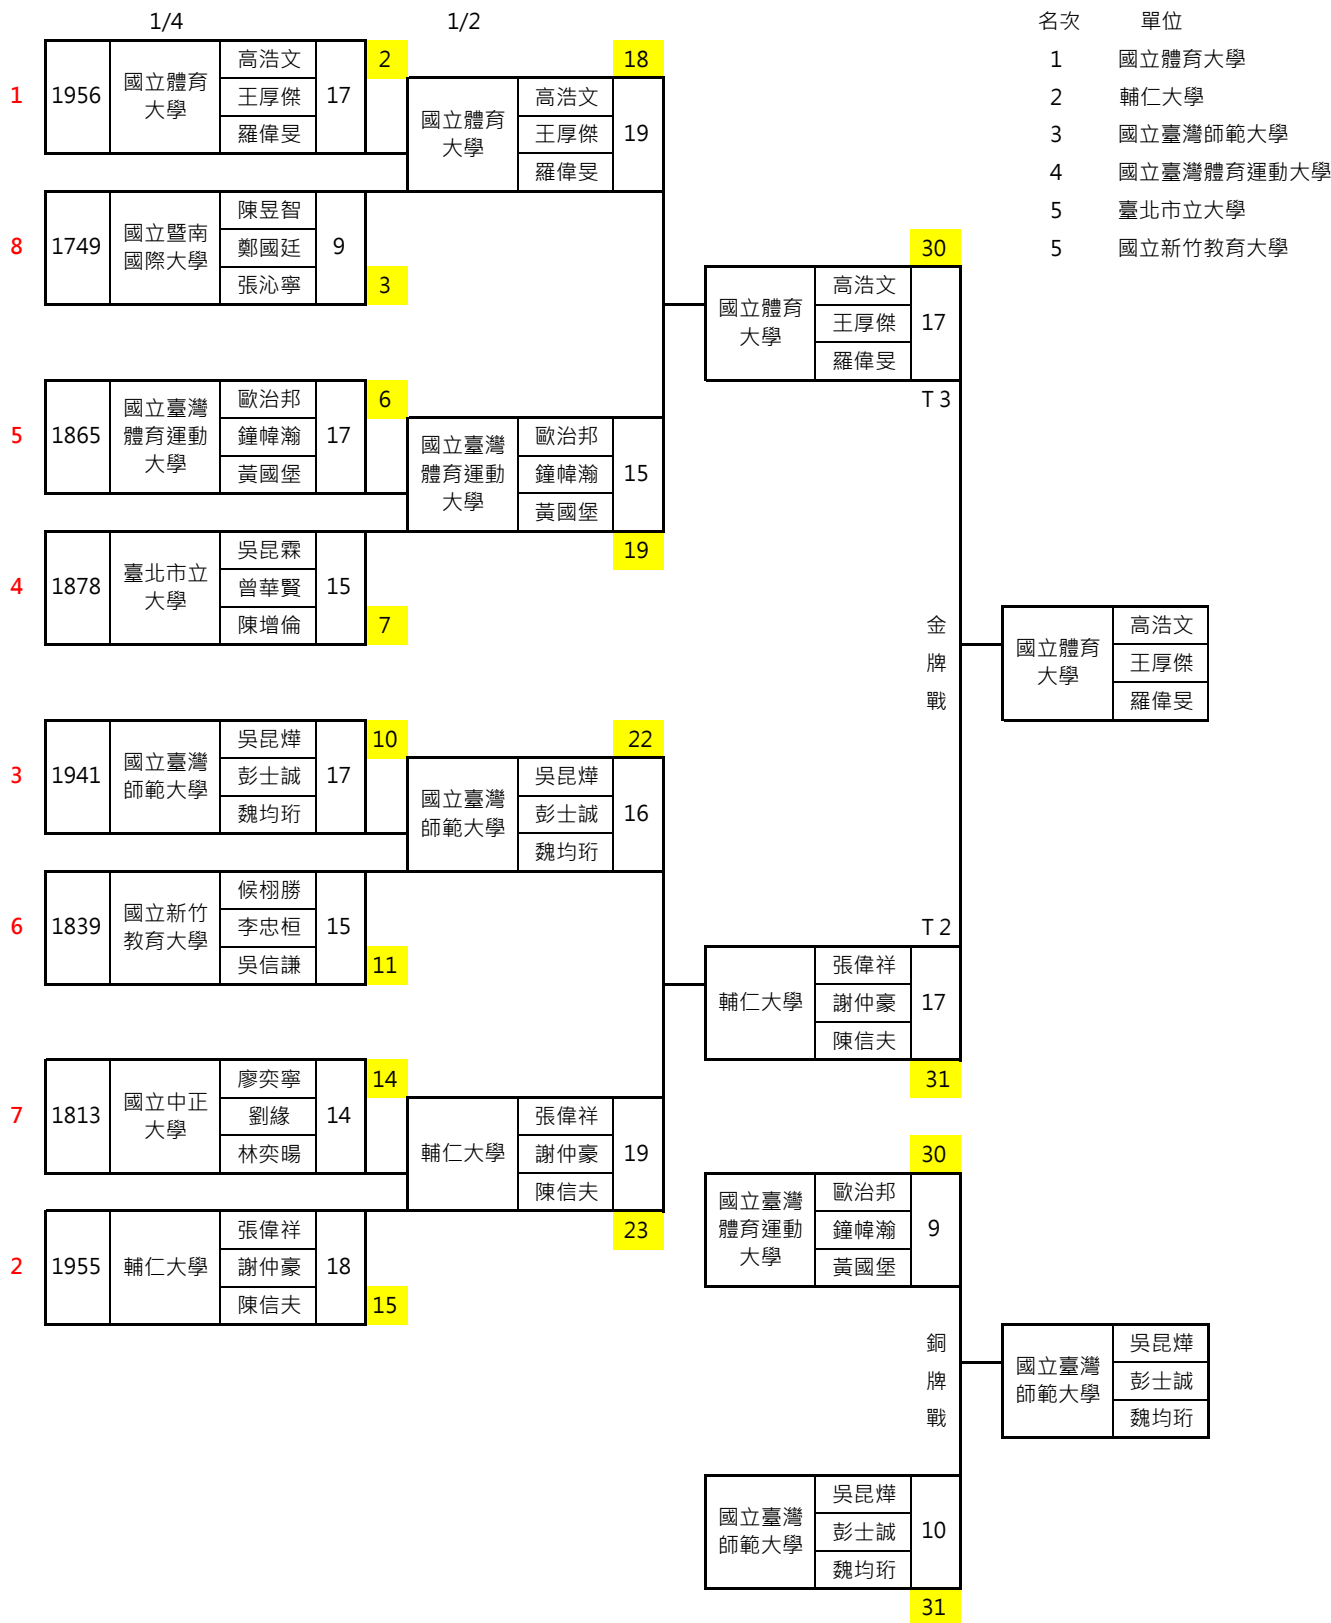 1/4
1/2
名次 單位
1 國立體育大學
2 輔仁大學
3 國立臺灣師範大學
4 國立臺灣體育運動大學
5 臺北市立大學
5 國立新竹教育大學
1
1956
國立體育
大學
高浩文
王厚傑
羅偉旻
17
2
8
1749
國立暨南
國際大學
陳昱智
鄭國廷
張沁寧
9
3
5
1865
國立臺灣
體育運動
大學
歐治邦
鐘幃瀚
黃國堡
17
6
4
1878
臺北市立
大學
吳昆霖
曾華賢
陳增倫
15
7
3
1941
國立臺灣
師範大學
吳昆燁
彭士誠
魏均珩
17
10
6
1839
國立新竹
教育大學
候栩勝
李忠桓
吳信謙
15
11
7
1813
國立中正
大學
廖奕寧
劉緣
林奕暘
14
14
2
1955
輔仁大學
張偉祥
謝仲豪
陳信夫
18
15
18
國立體育
大學
高浩文
王厚傑
羅偉旻
19
國立臺灣
體育運動
大學
歐治邦
鐘幃瀚
黃國堡
15
19
22
國立臺灣
師範大學
吳昆燁
彭士誠
魏均珩
16
輔仁大學
張偉祥
謝仲豪
陳信夫
19
23
30
國立體育
大學
高浩文
王厚傑
羅偉旻
17
T 3
金
牌
戰
T 2
輔仁大學
張偉祥
謝仲豪
陳信夫
17
31
國立體育
大學
高浩文
王厚傑
羅偉旻
30
國立臺灣
體育運動
大學
歐治邦
鐘幃瀚
黃國堡
9
銅
牌
戰
國立臺灣
師範大學
吳昆燁
彭士誠
魏均珩
10
31
國立臺灣
師範大學
吳昆燁
彭士誠
魏均珩